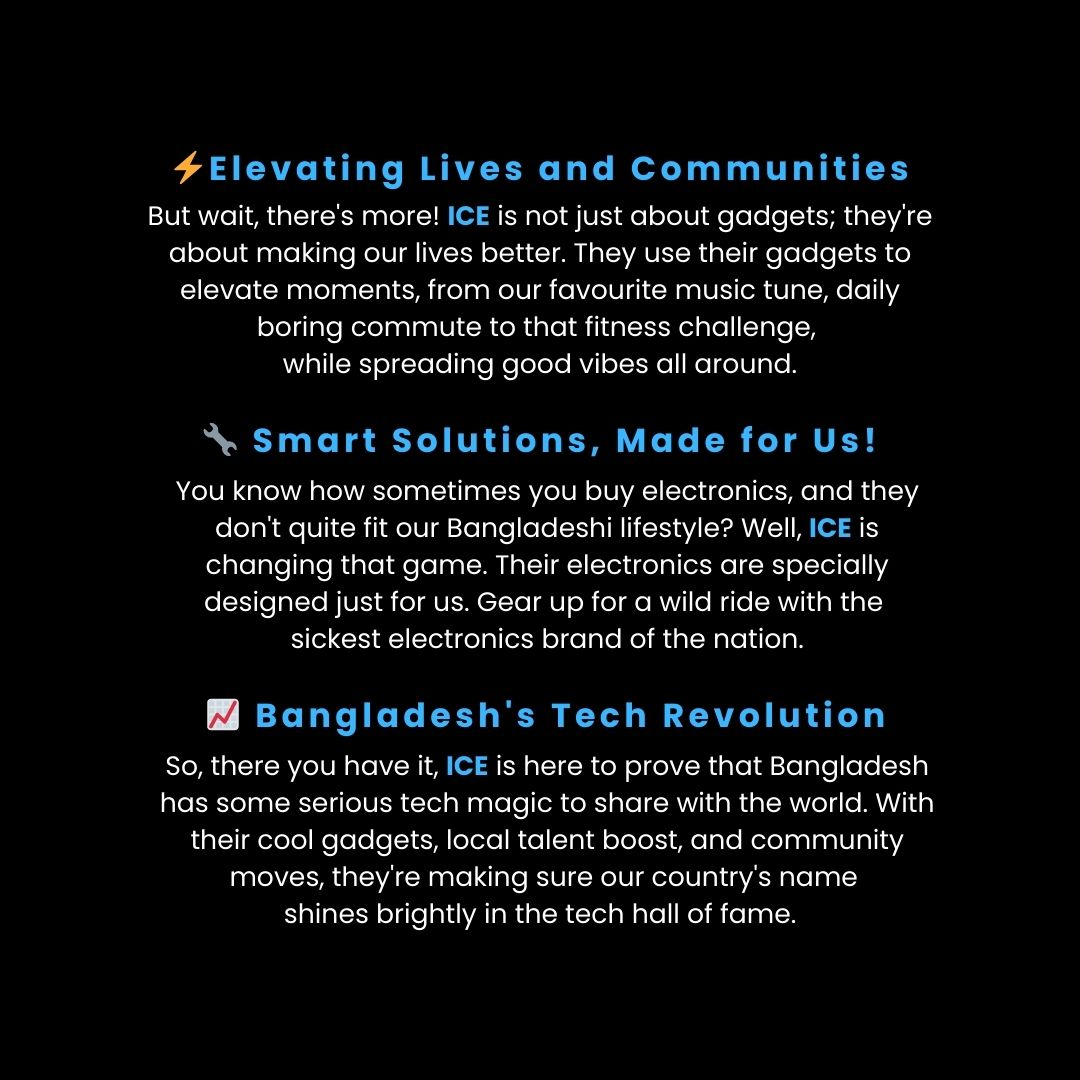 ⚡Elevating Lives and Communities
But wait, there's more! ICE is not just about gadgets; they're
about making our lives better. They use their gadgets to
elevate moments, from our favourite music tune, daily
boring commute to that fitness challenge,
while spreading good vibes all around.
🔧 Smart Solutions, Made for Us!
You know how sometimes you buy electronics, and they
don't quite fit our Bangladeshi lifestyle? Well, ICE is
changing that game. Their electronics are specially
designed just for us. Gear up for a wild ride with the
sickest electronics brand of the nation.
📈 Bangladesh's Tech Revolution
So, there you have it, ICE is here to prove that Bangladesh
has some serious tech magic to share with the world. With
their cool gadgets, local talent boost, and community
moves, they're making sure our country's name
shines brightly in the tech hall of fame.